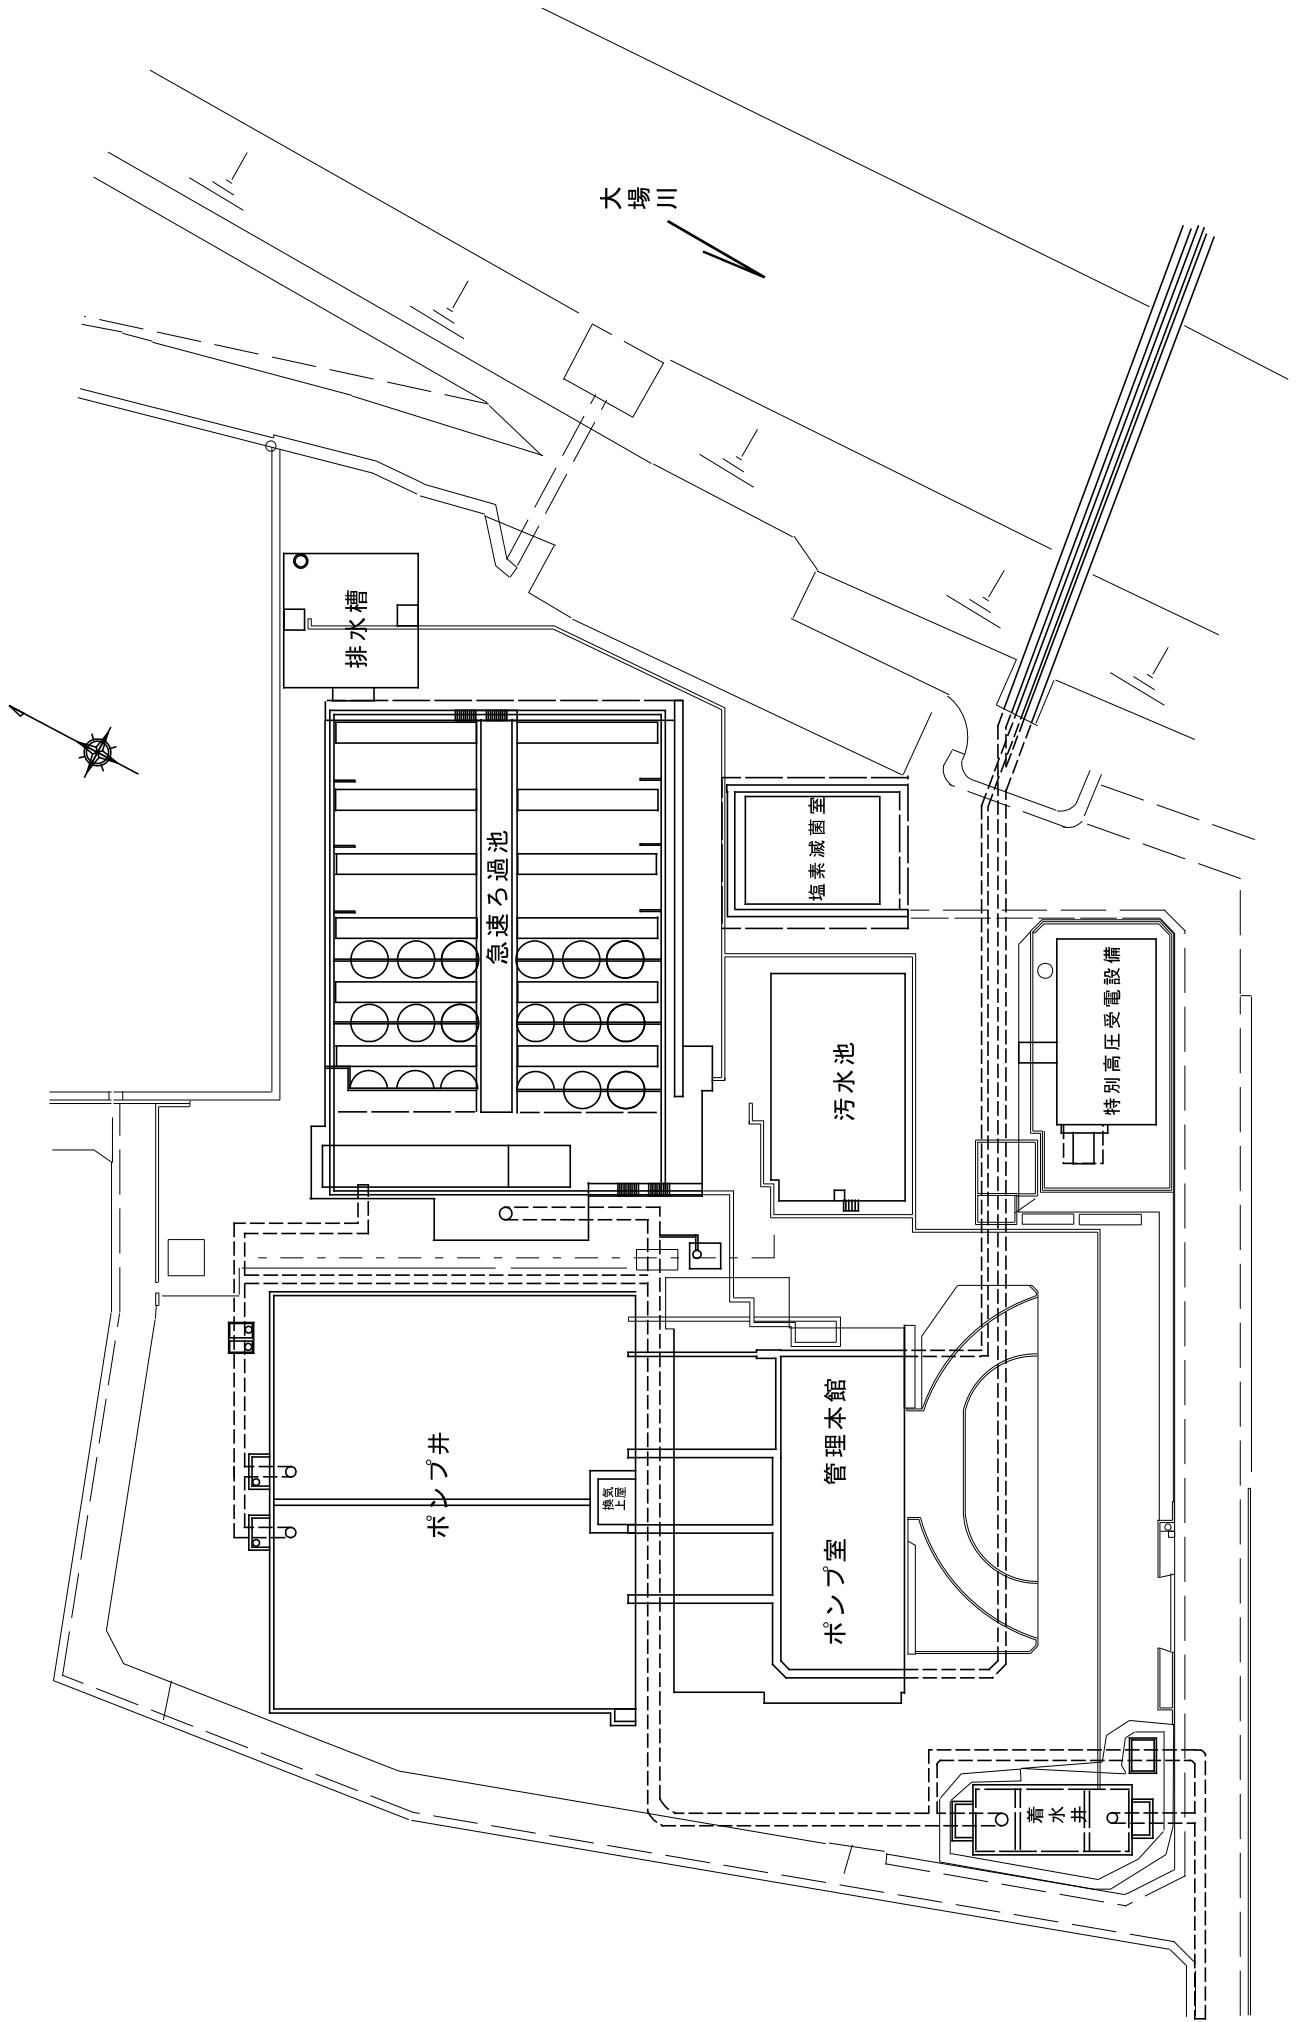 大場川
排水槽
急速ろ過池
塩素滅菌室
汚水池
特別高圧受電設備
ポンプ井
換気
上屋
ポンプ室　管理本館
着水井